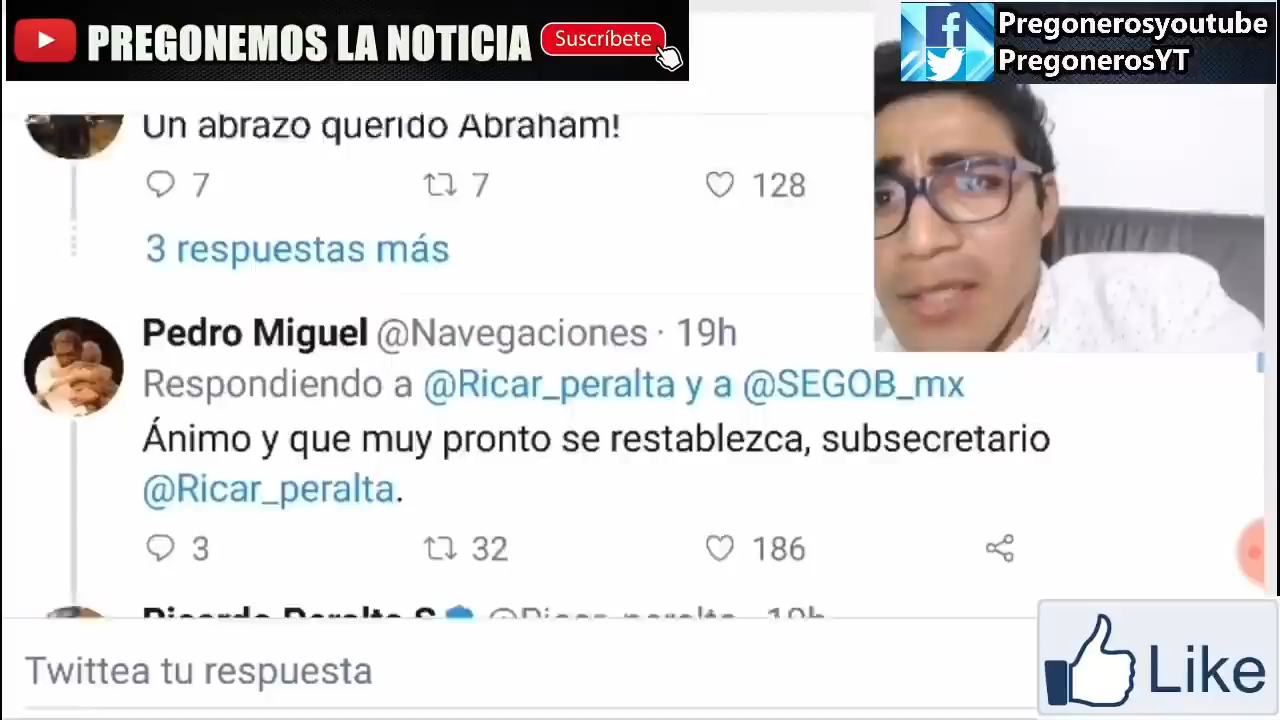 PREGONEMOS LA NOTICIA
Suscríbete
Pregonerosyoutube
PregonerosYT
Un abrazo querido Abraham!
7 7 128
3 respuestas más
Pedro Miguel @Navegaciones · 19h
Respondiendo a @Ricar_peralta y a @SEGOB_mx
Ánimo y que muy pronto se restablezca, subsecretario
@Ricar_peralta.
3 32 186
Ricardo Peralta S @Ricar_peralta · 19h
Twittea tu respuesta
Like